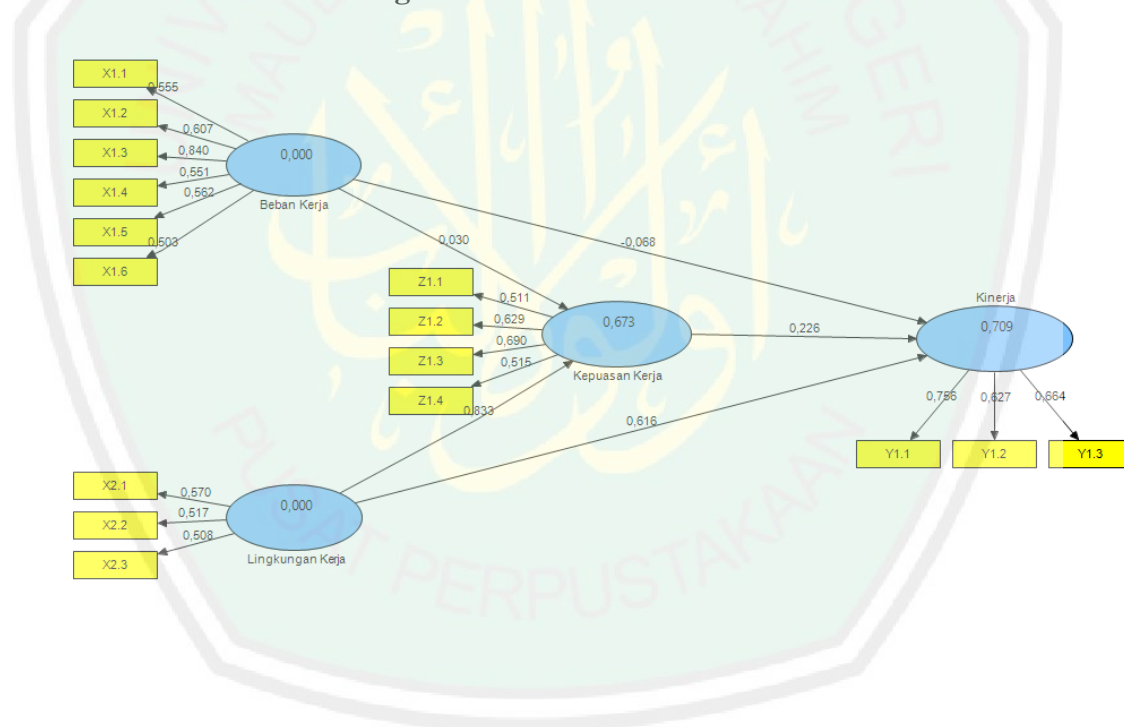 X1.1
0,555
X1.2
0,607
X1.3
0,840
X1.4
0,551
X1.5
0,562
X1.6
0,503
0,000
Beban Kerja
0,030
-0,068
Z1.1
0,511
Z1.2
0,629
Z1.3
0,690
Z1.4
0,515
0,673
Kepuasan Kerja
0,226
Kinerja
0,709
0,833
0,616
0,756
0,627
0,664
Y1.1
Y1.2
Y1.3
X2.1
0,570
X2.2
0,517
X2.3
0,508
0,000
Lingkungan Kerja
PUSAT PERPUSTAKAAN